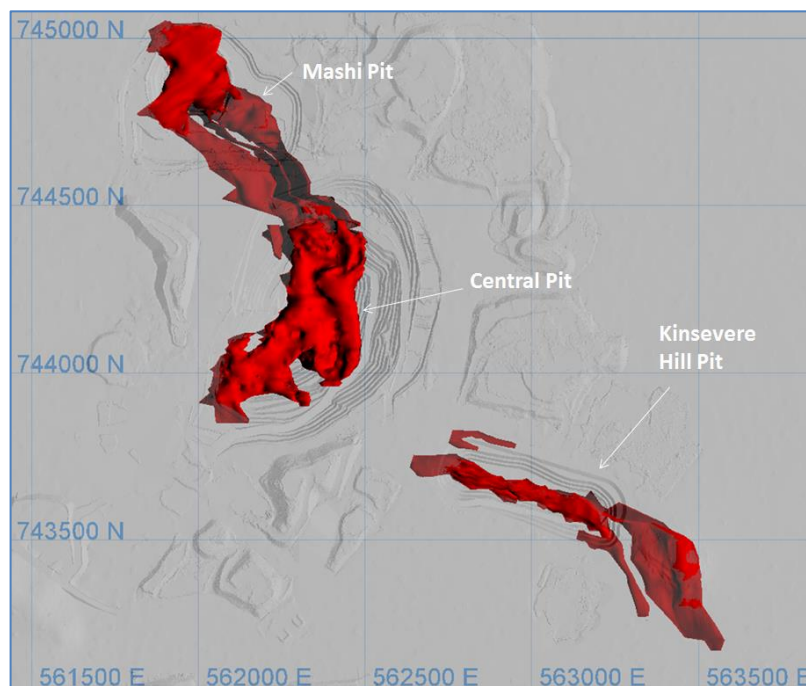 745000 N
Mashi Pit
744500 N
Central Pit
Kinsevere
Hill Pit
744000 N
743500 N
561500 E
562000 E
562500 E
563000 E
563500 E